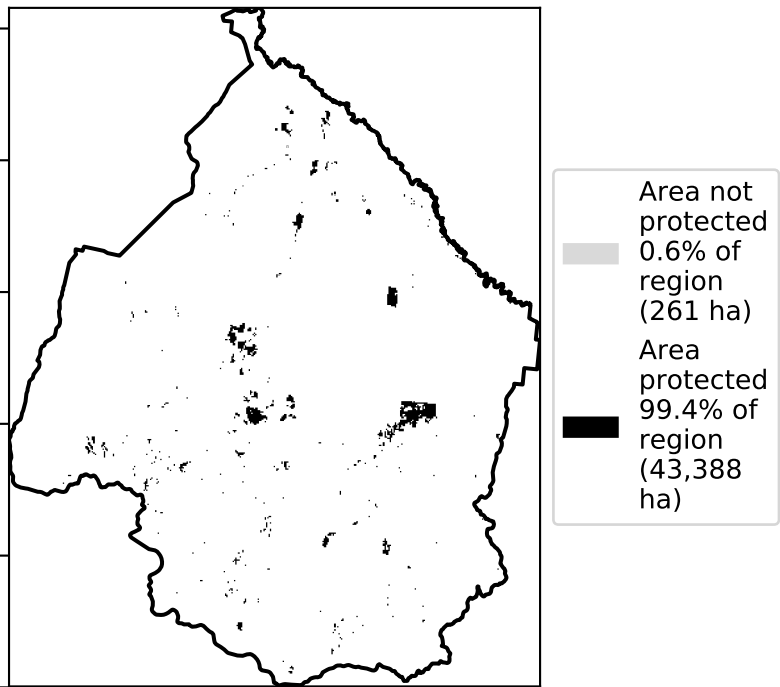 Area not
protected
0.6% of
region
(261 ha)
Area
protected
99.4% of
region
(43,388
ha)